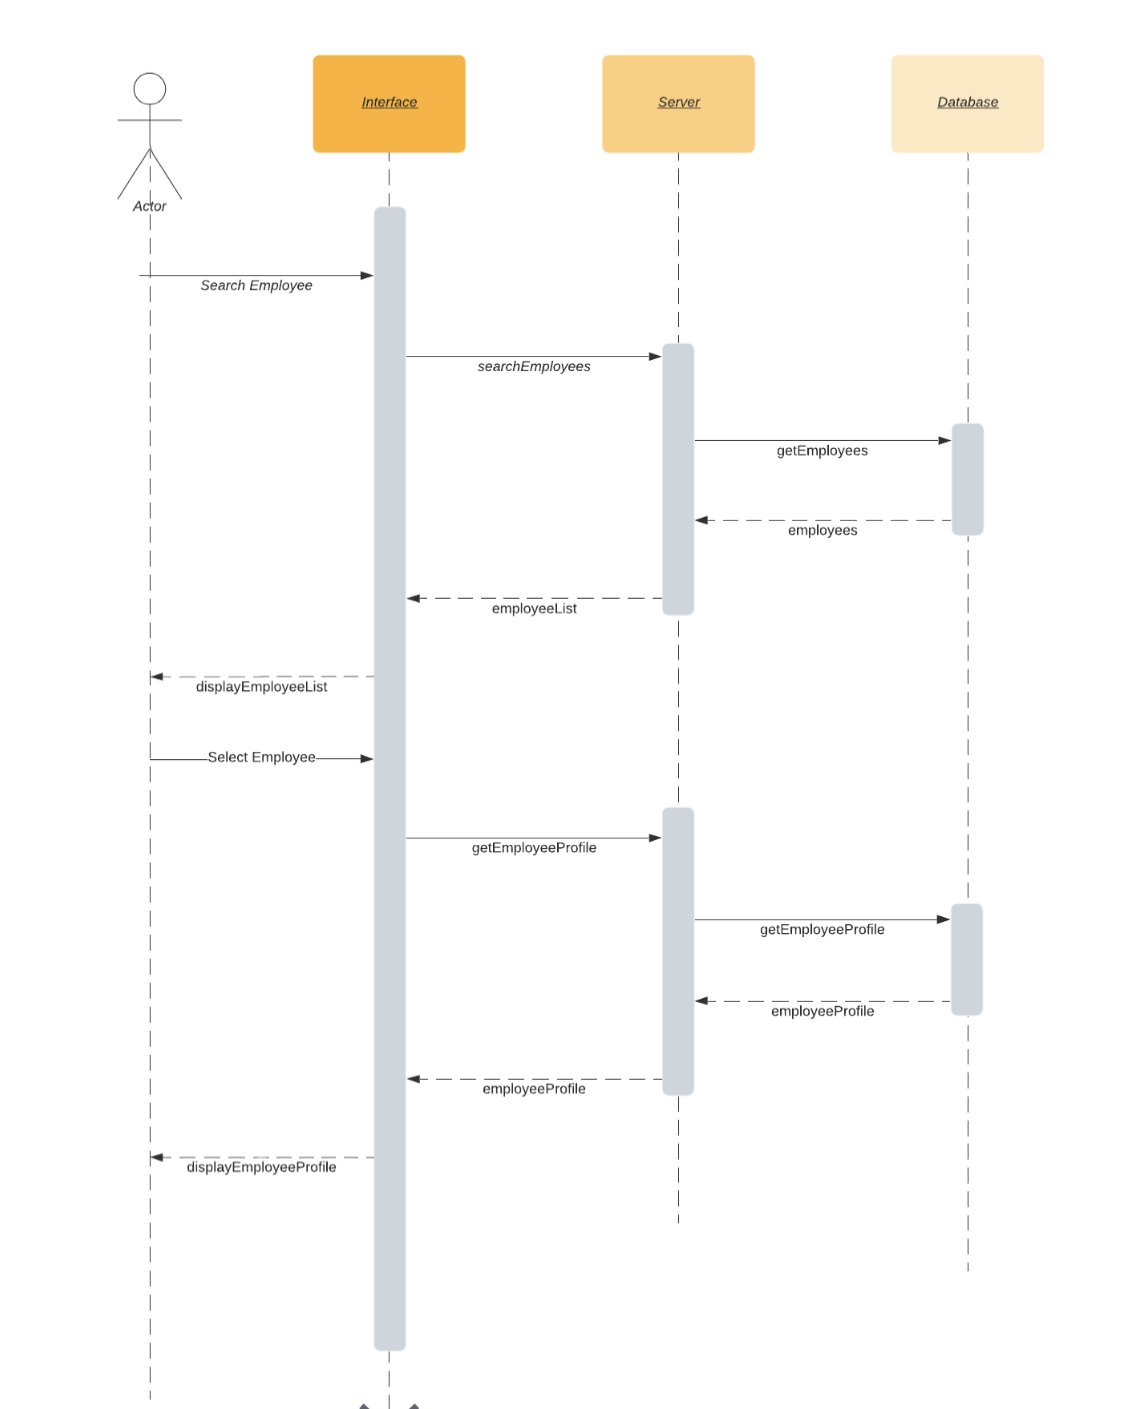 Interface
Server
Database
Actor
Search Employee
searchEmployees
getEmployees
employees
employeeList
displayEmployeeList
Select Employee
getEmployeeProfile
getEmployeeProfile
employeeProfile
employeeProfile
displayEmployeeProfile